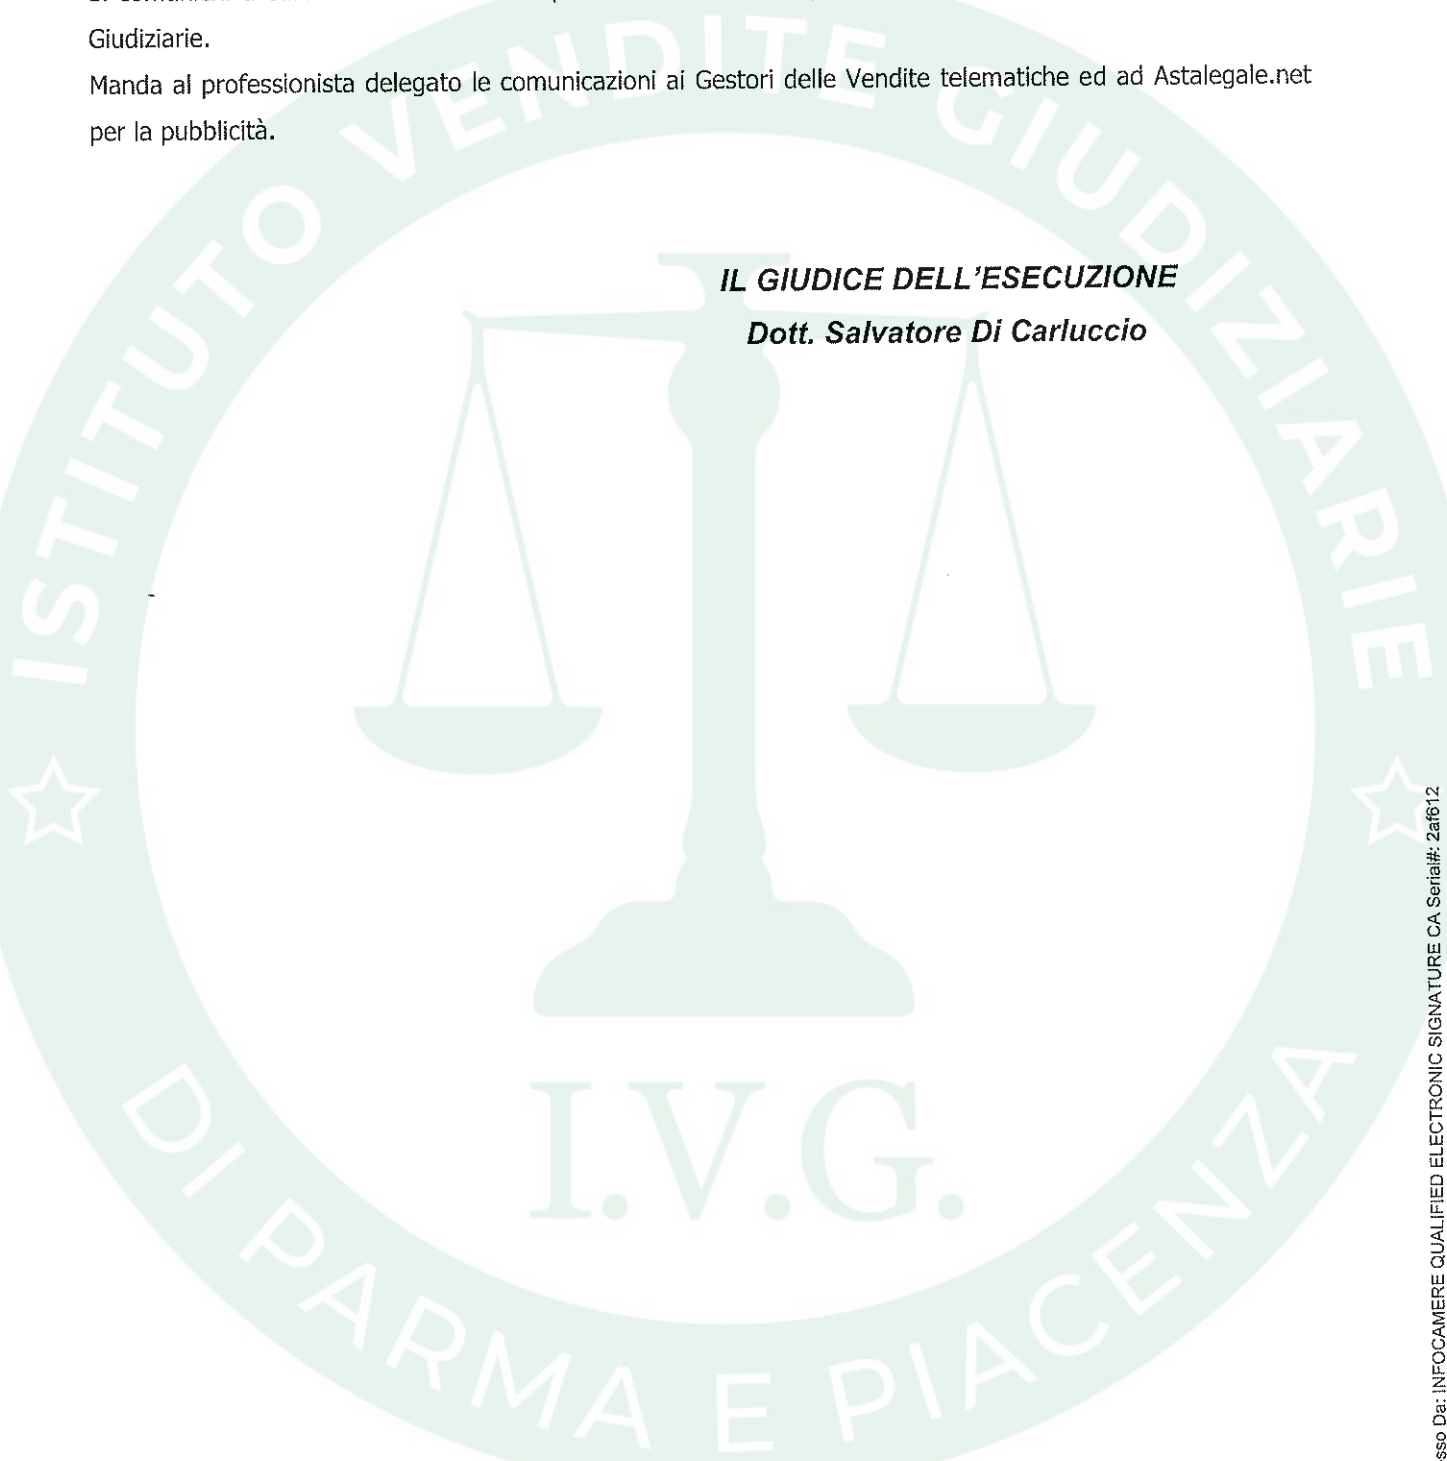 Giudiziarie.
Manda al professionista delegato le comunicazioni ai Gestori delle Vendite telematiche ed ad Astalegale.net
per la pubblicità.
IL GIUDICE DELL'ESECUZIONE
Dott. Salvatore Di Carluccio
ISTITUTO VENDITE GIUDIZIARIE
I.V.G.
DI PARMA E PIACENZA
Da: INFOCAMERE QUALIFIED ELECTRONIC SIGNATURE CA Serial#: 2af612